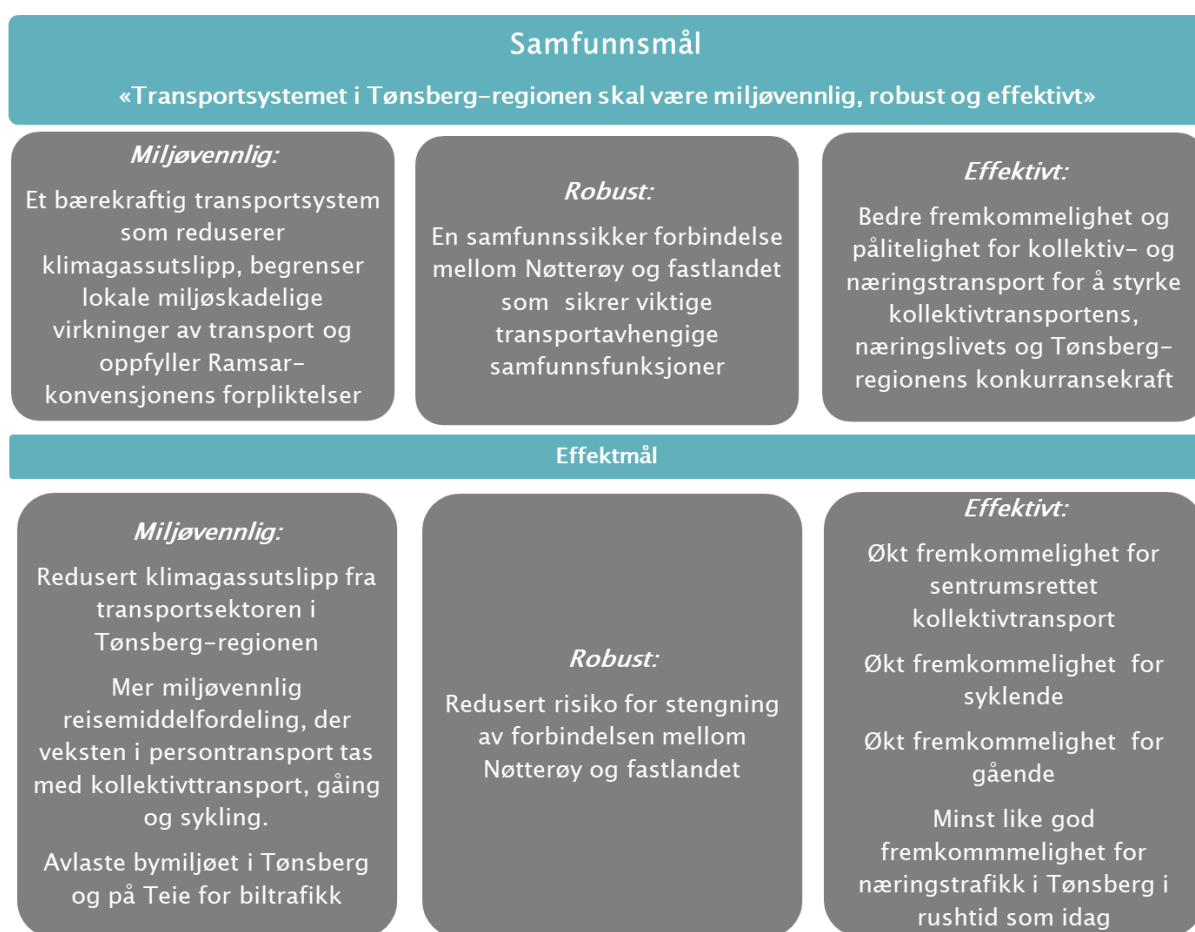 Samfunnsmål
«Transportsystemet i Tønsberg-regionen skal være miljøvennlig, robust og effektivt»
Miljøvennlig:
Et bærekraftig transportsystem
som reduserer
klimagassutslipp, begrenser
lokale miljøskadelige
virkninger av transport og
oppfyller Ramsar-
konvensjonens forpliktelser
Robust:
En samfunnssikker forbindelse
mellom Nøtterøy og fastlandet
som sikrer viktige
transportavhengige
samfunnsfunksjoner
Effektivt:
Bedre fremkommelighet og
pålitelighet for kollektiv- og
næringstransport for å styrke
kollektivtransportens,
næringslivets og Tønsberg-
regionens konkurransekraft
Effektmål
Miljøvennlig:
Redusert klimagassutslipp fra
transportsektoren i
Tønsberg-regionen
Mer miljøvennlig
reisemiddelfordeling, der
veksten i persontransport tas
med kollektivttransport, gåing
og sykling.
Avlaste bymiljøet i Tønsberg
og på Teie for biltrafikk
Robust:
Redusert risiko for stengning
av forbindelsen mellom
Nøtterøy og fastlandet
Effektivt:
Økt fremkommelighet for
sentrumsrettet
kollektivtransport
Økt fremkommelighet for
syklende
Økt fremkommelighet for
gående
Minst like god
fremkommmelighet for
næringstrafikk i Tønsberg i
rushtid som idag